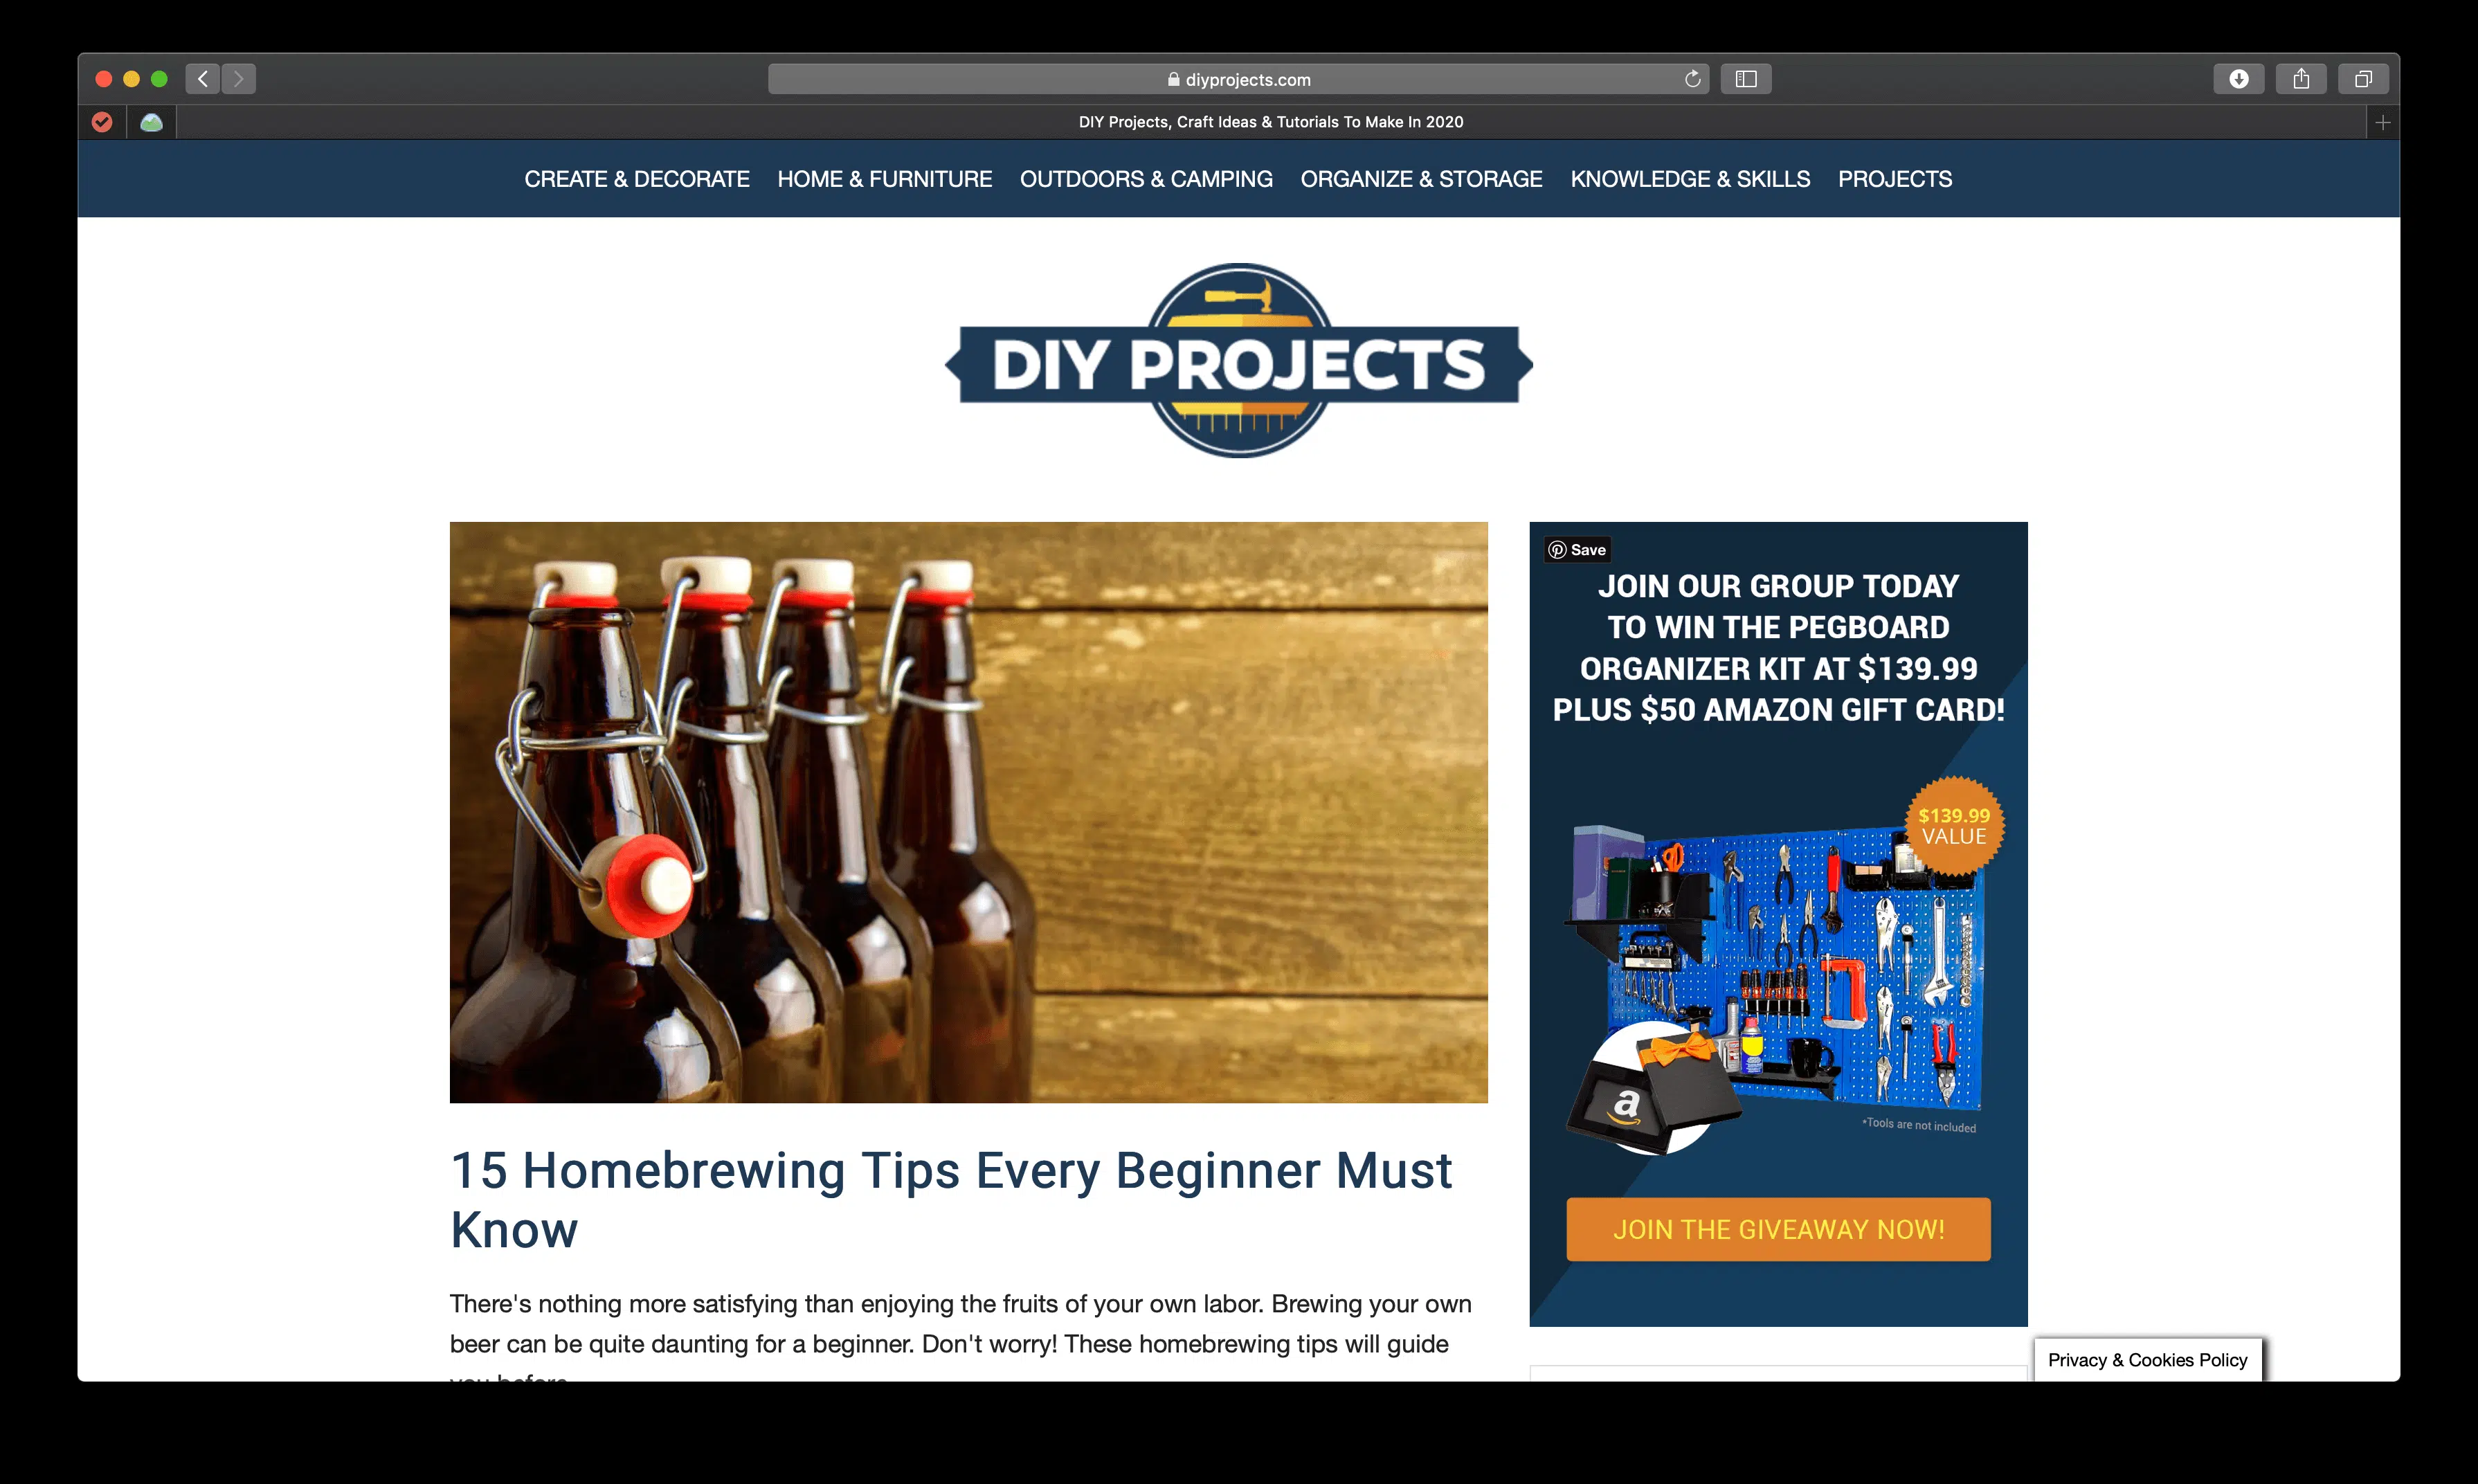 diyprojects.com
DIY Projects, Craft Ideas & Tutorials To Make In 2020
CREATE & DECORATE HOME & FURNITURE OUTDOORS & CAMPING ORGANIZE & STORAGE KNOWLEDGE & SKILLS PROJECTS
DIY PROJECTS
15 Homebrewing Tips Every Beginner Must
Know
There's nothing more satisfying than enjoying the fruits of your own labor. Brewing your own
beer can be quite daunting for a beginner. Don't worry! These homebrewing tips will guide
you before
Save
JOIN OUR GROUP TODAY
TO WIN THE PEGBOARD
ORGANIZER KIT AT $139.99
PLUS $50 AMAZON GIFT CARD!
$139.99
VALUE
a
*Tools are not included
JOIN THE GIVEAWAY NOW!
Privacy & Cookies Policy